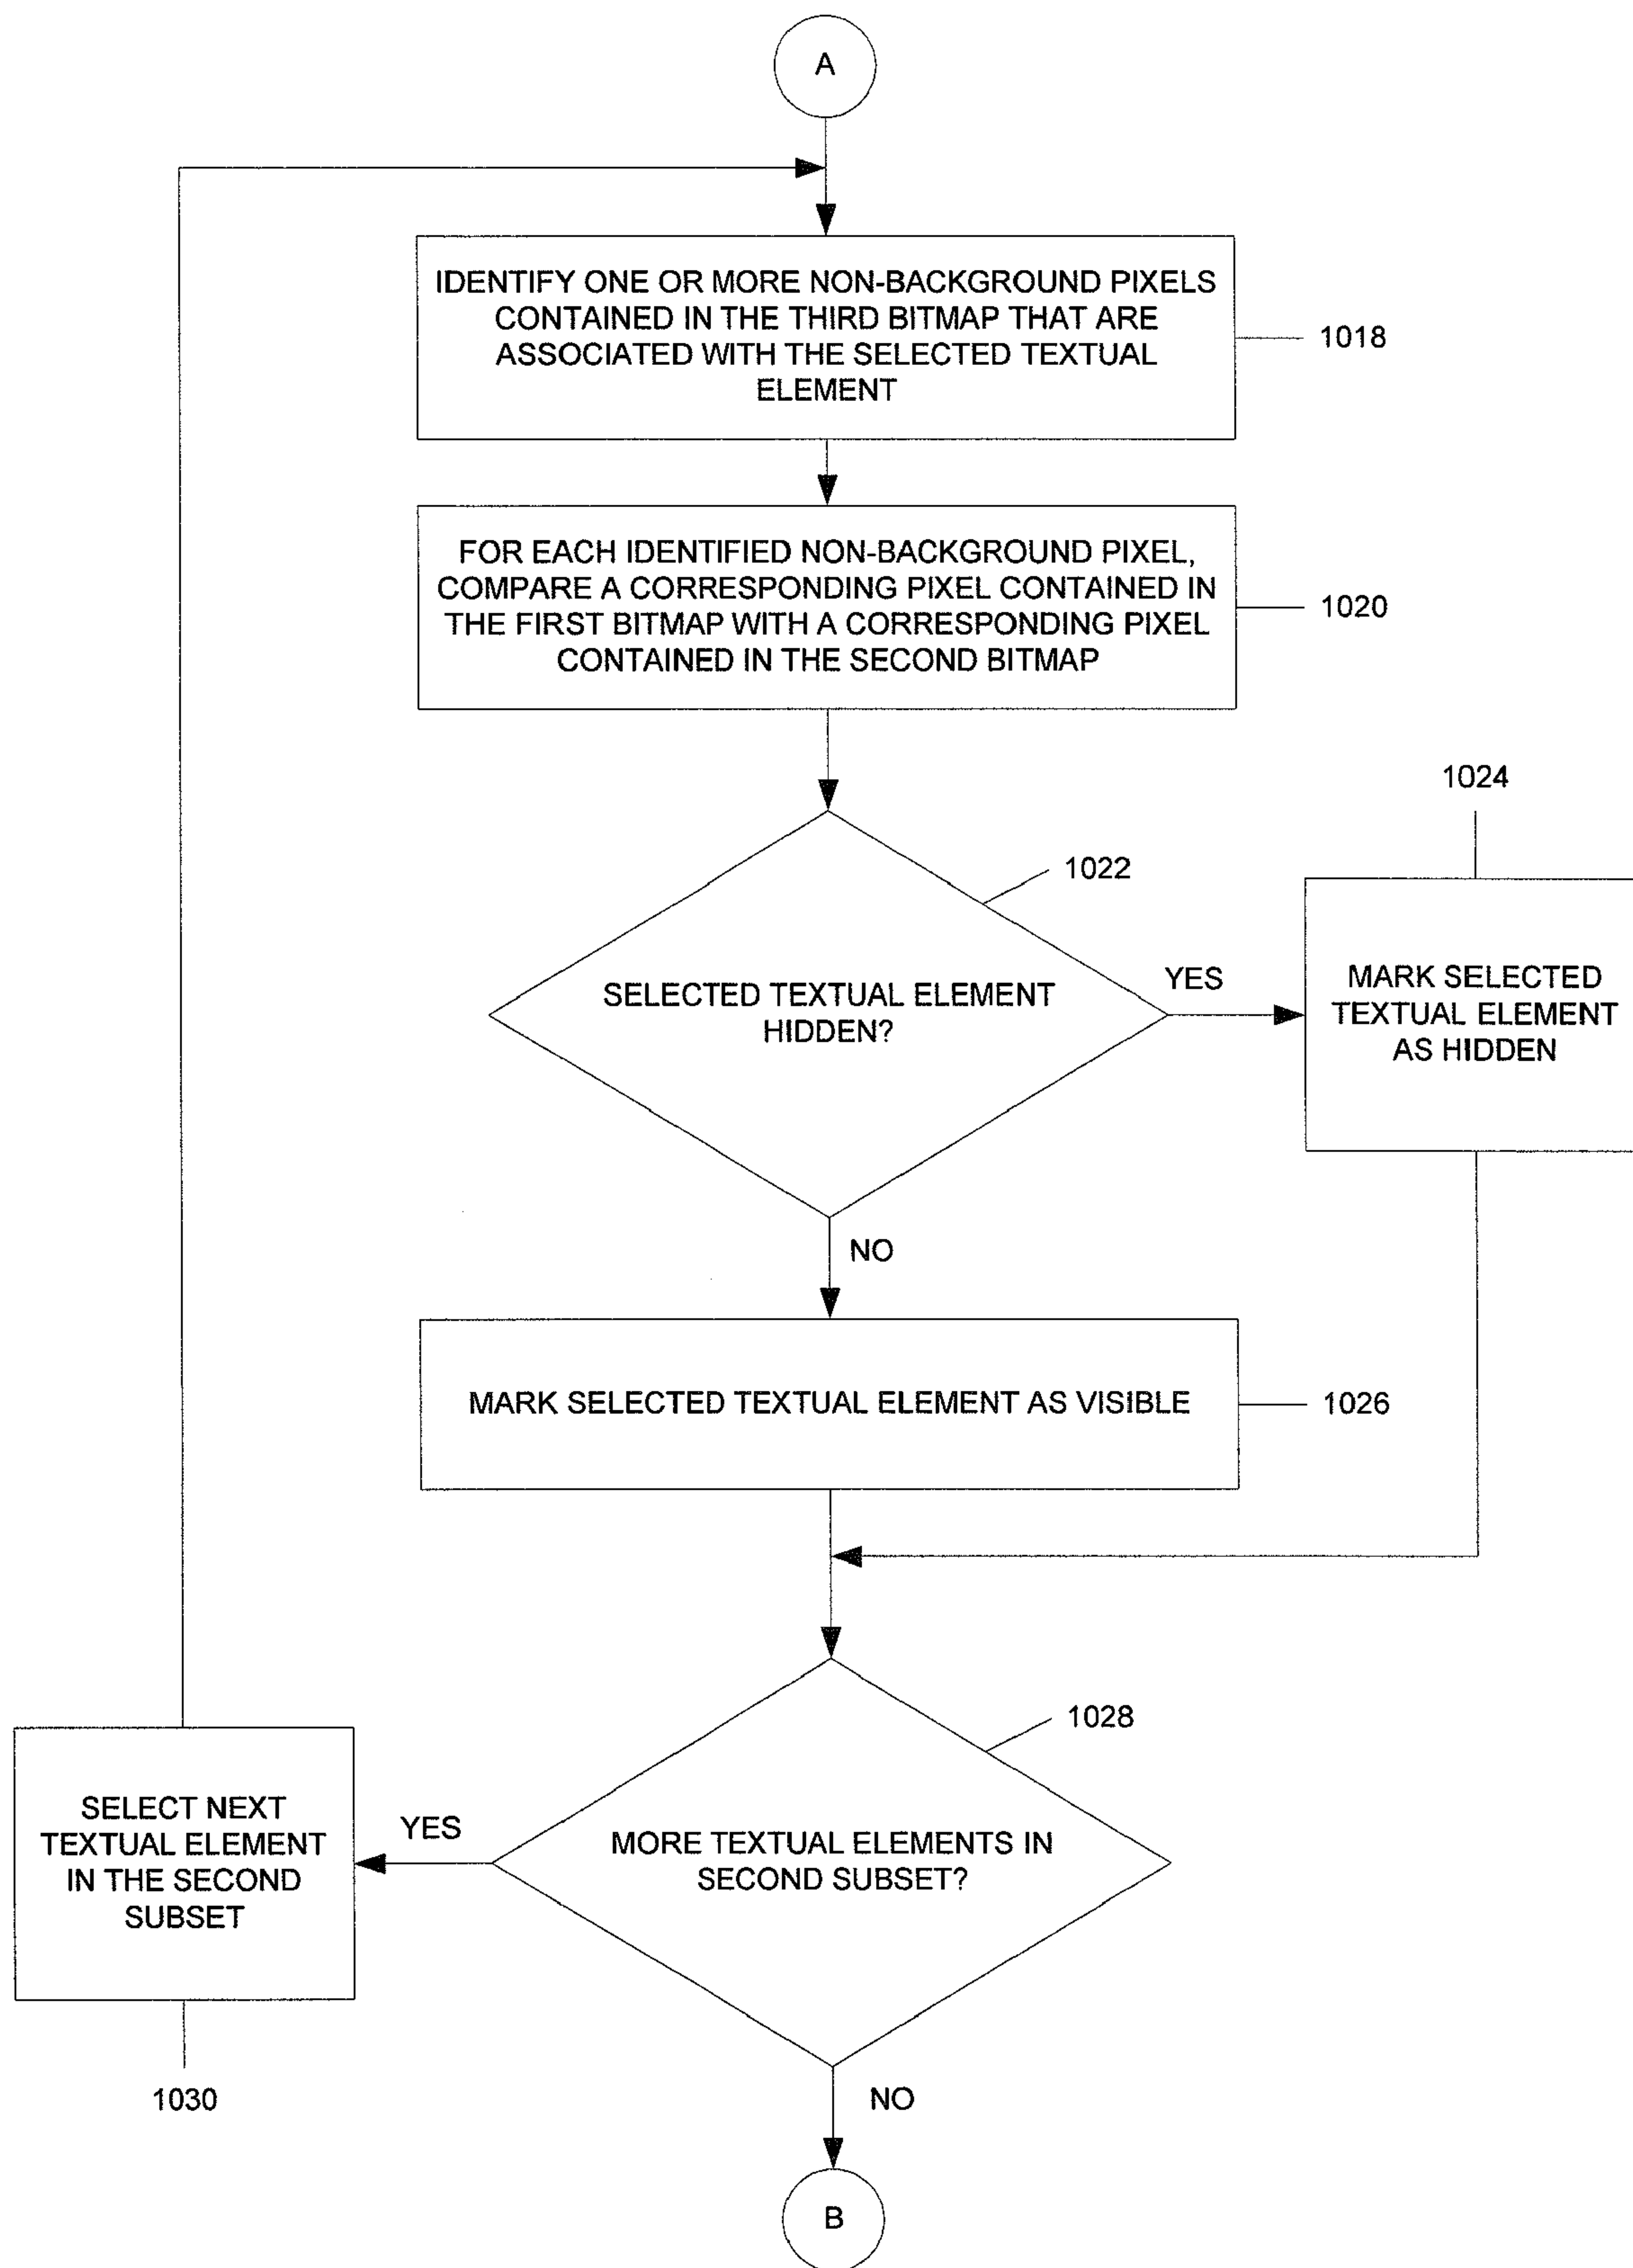 A
IDENTIFY ONE OR MORE NON-BACKGROUND PIXELS
CONTAINED IN THE THIRD BITMAP THAT ARE
ASSOCIATED WITH THE SELECTED TEXTUAL
ELEMENT
1018
FOR EACH IDENTIFIED NON-BACKGROUND PIXEL,
COMPARE A CORRESPONDING PIXEL CONTAINED IN
THE FIRST BITMAP WITH A CORRESPONDING PIXEL
CONTAINED IN THE SECOND BITMAP
1020
1022
SELECTED TEXTUAL ELEMENT
HIDDEN?
YES
1024
MARK SELECTED
TEXTUAL ELEMENT
AS HIDDEN
NO
MARK SELECTED TEXTUAL ELEMENT AS VISIBLE
1026
1028
MORE TEXTUAL ELEMENTS IN
SECOND SUBSET?
YES
SELECT NEXT
TEXTUAL ELEMENT
IN THE SECOND
SUBSET
1030
NO
B